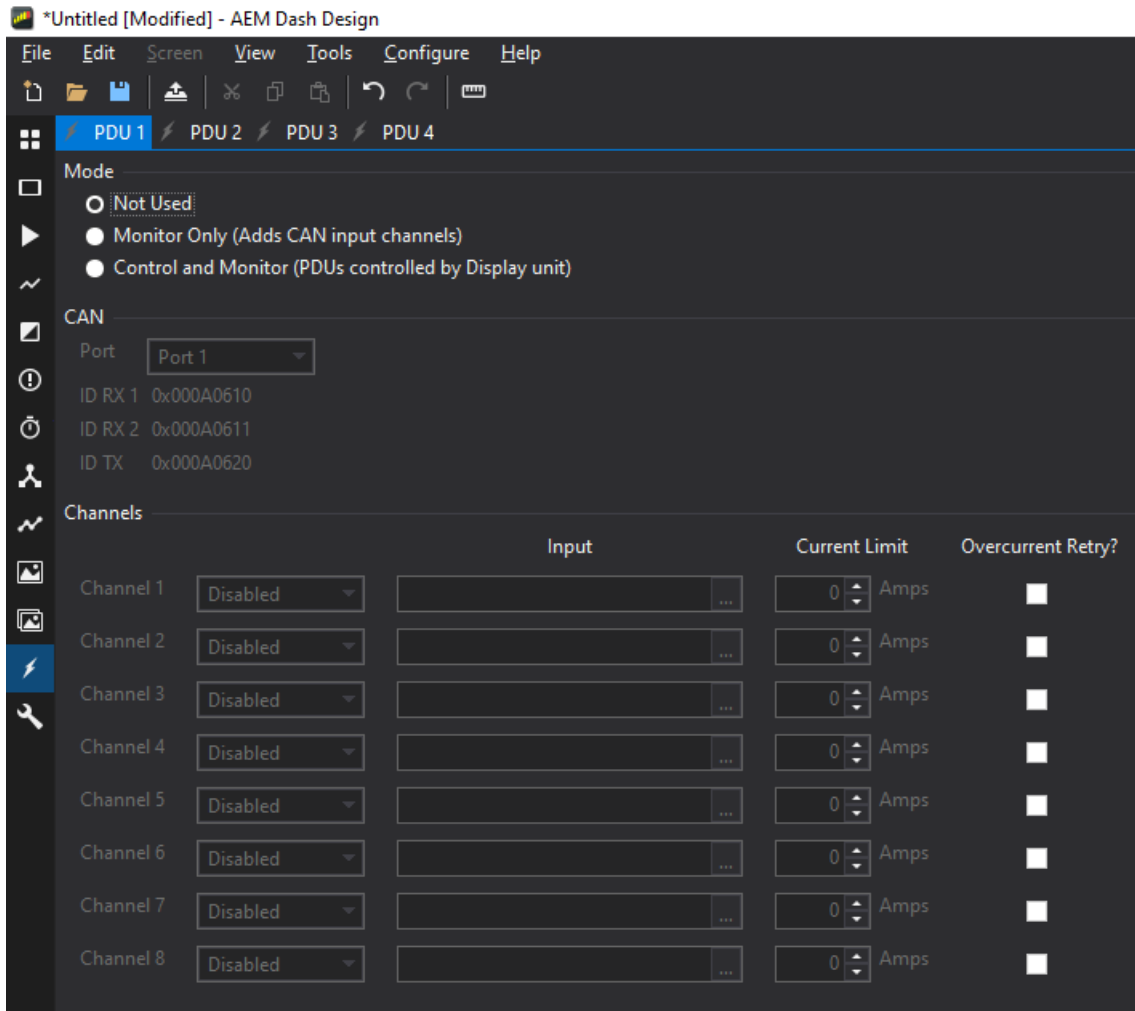 *Untitled [Modified] - AEM Dash Design
File Edit Screen View Tools Configure Help
PDU 1 PDU 2 PDU 3 PDU 4
Mode
Not Used
Monitor Only (Adds CAN input channels)
Control and Monitor (PDUs controlled by Display unit)
CAN
Port Port 1
ID RX 1 0x000A0610
ID RX 2 0x000A0611
ID TX 0x000A0620
Channels
Input Current Limit Overcurrent Retry?
Channel 1 Disabled ... 0 Amps
Channel 2 Disabled ... 0 Amps
Channel 3 Disabled ... 0 Amps
Channel 4 Disabled ... 0 Amps
Channel 5 Disabled ... 0 Amps
Channel 6 Disabled ... 0 Amps
Channel 7 Disabled ... 0 Amps
Channel 8 Disabled ... 0 Amps